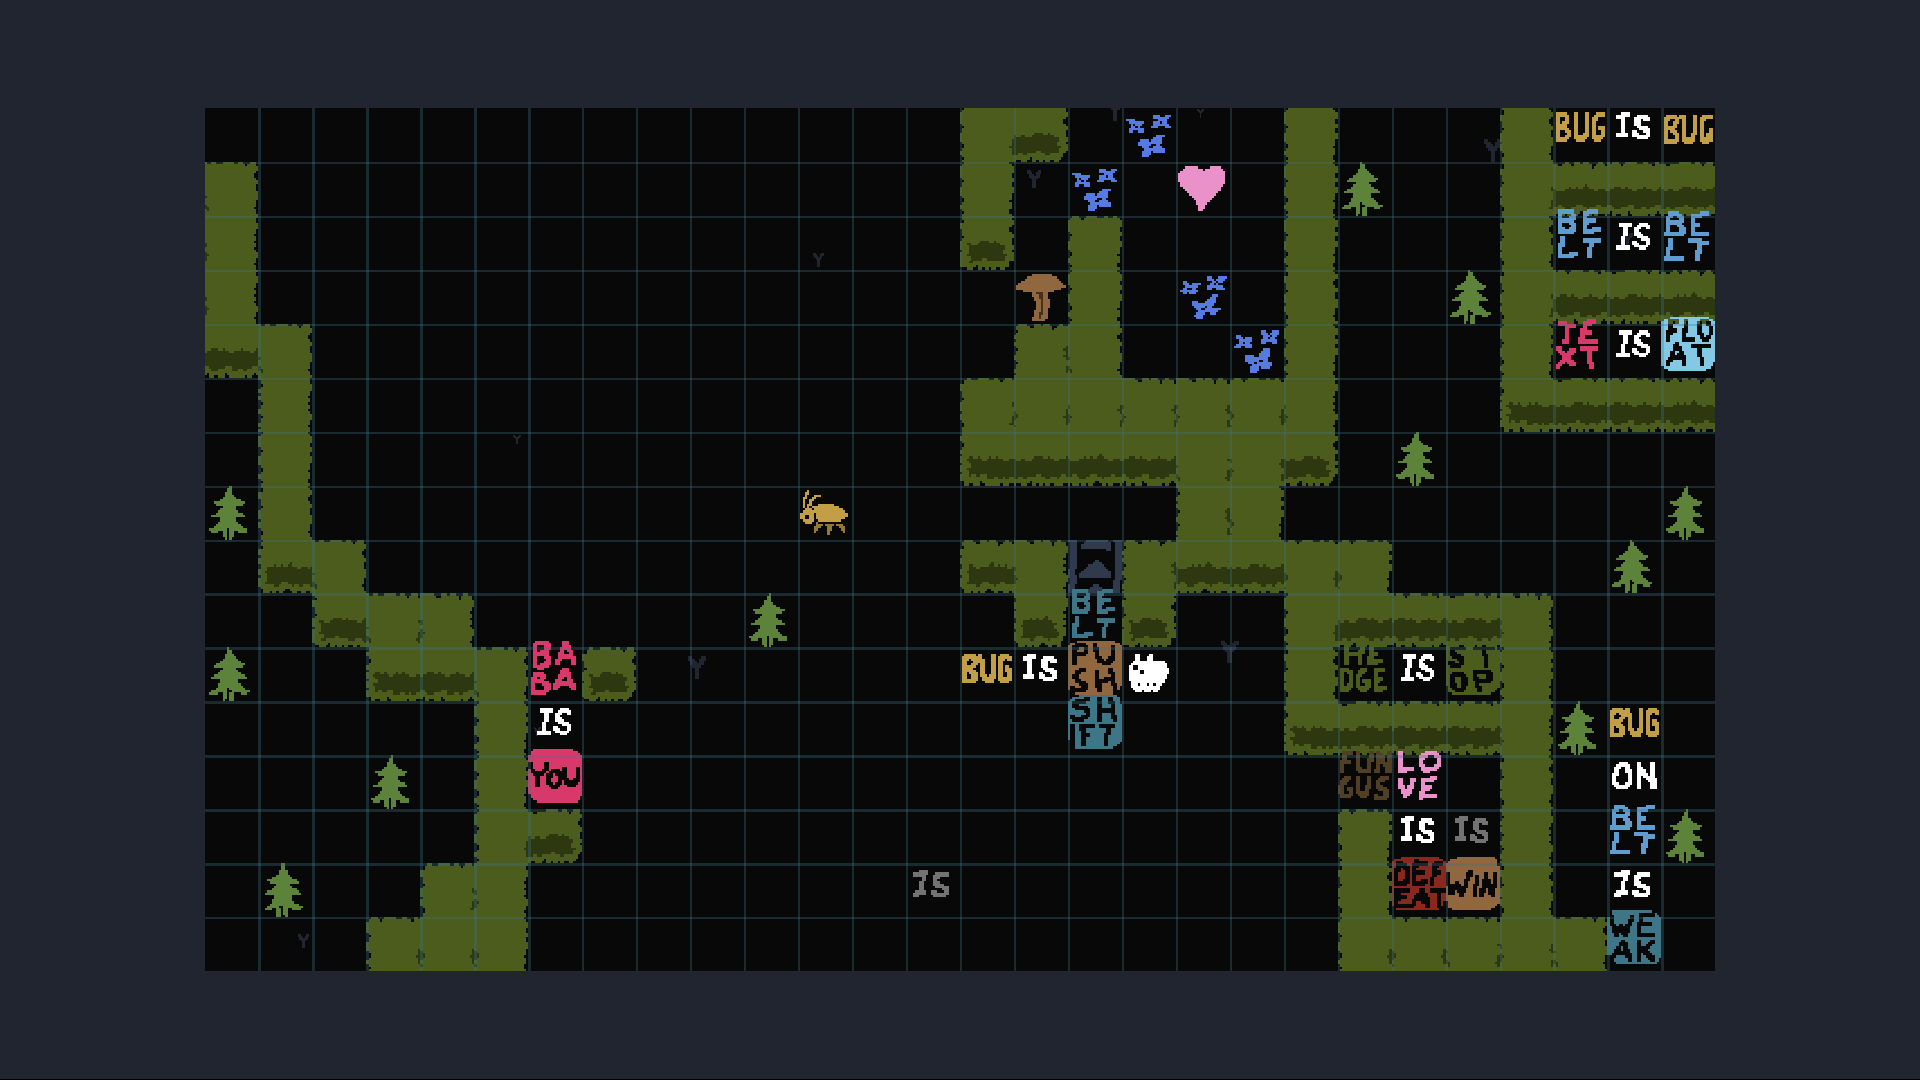 BUG IS BUG
BELT IS BELT
TEXT IS FLOAT
BELT
BABA
BUG IS PUSH
HEDGE IS STOP
IS
SHIFT
BUG
YOU
FUNGUS LOVE
ON
IS IS
BELT
IS
DEFEAT WIN
IS
WEAK